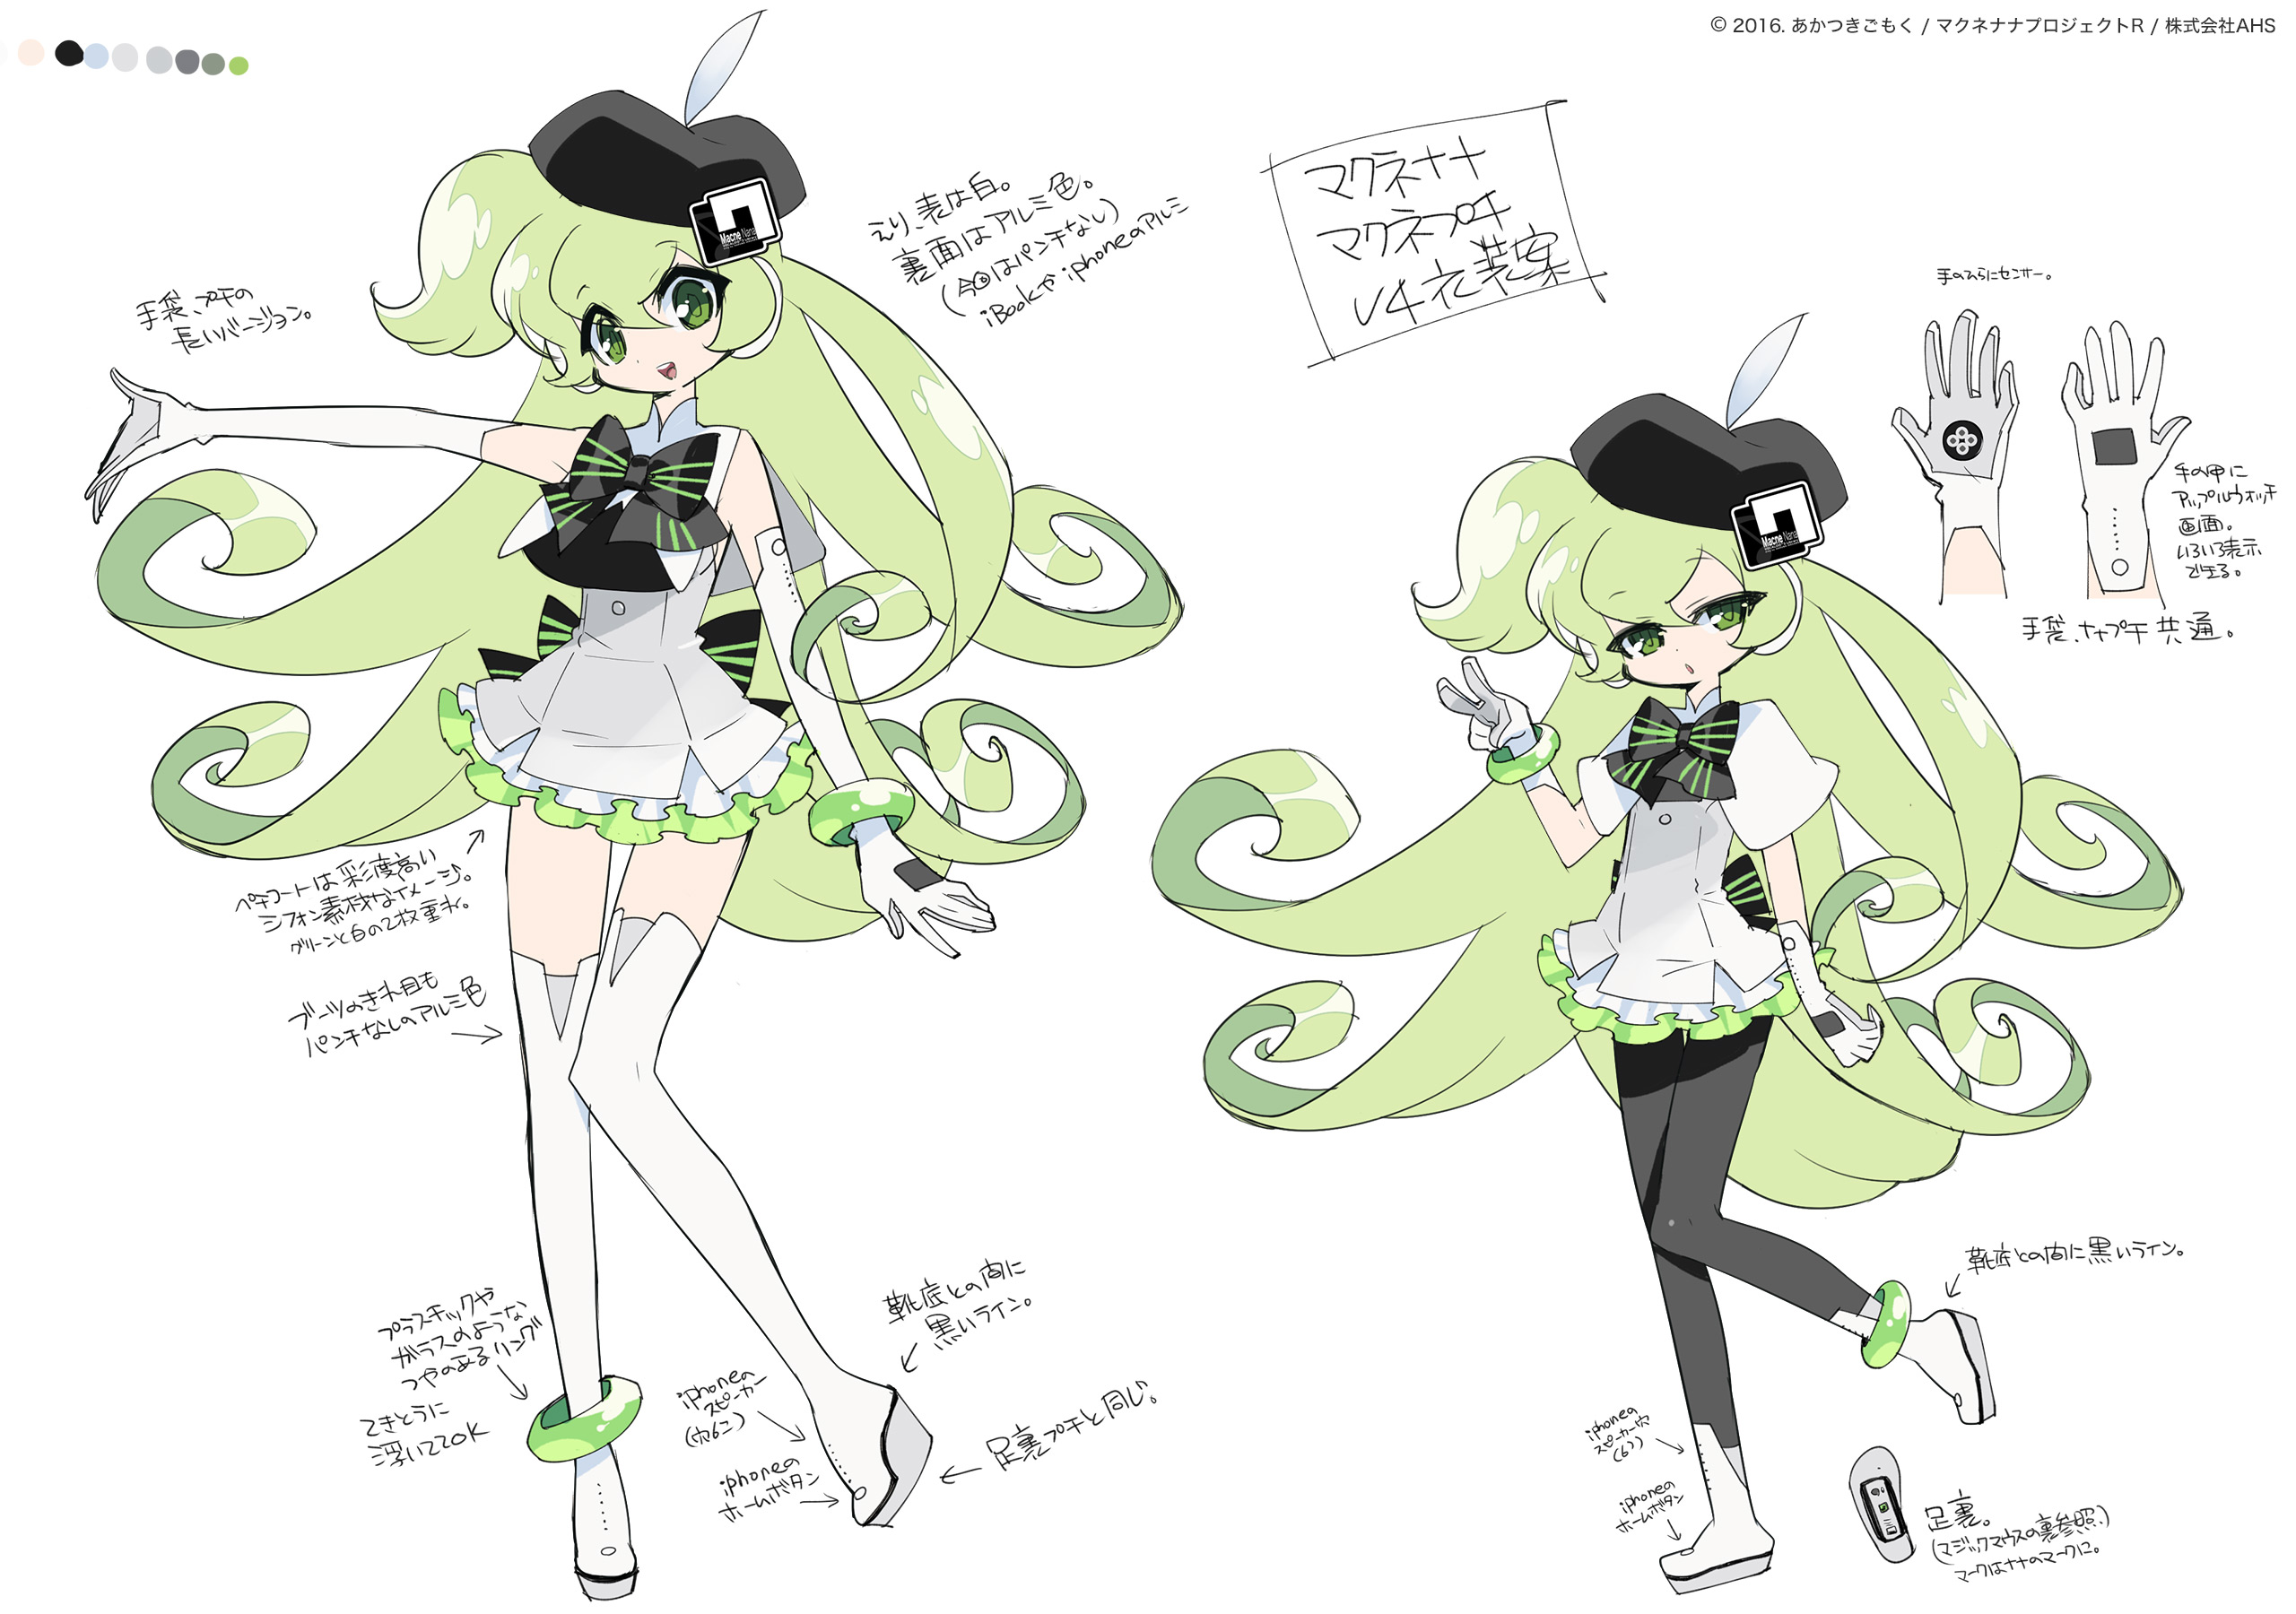 © 2016. あかつきごもく / マクネナナプロジェクトR / 株式会社AHS
マクネナナ
マクネプチ
V4衣装案
えり、表は白。
裏面はアルミ色。
(今回はパンチなし)
iBookやiphoneのアルミ
手袋、プチの
長いバージョン。
Macne Nana
手のひらにセンサー。
Macne Nana
手の甲に
アップルウォッチ
画面。
いろいろ表示
できる。
手袋、ナナプチ共通。
ペチコートは彩度高い
シフォン素材なイメージ。
グリーンと白の2枚重ね。
ブーツのきれ目も
パンチなしのアルミ色
プラスチックや
ガラスのような
つやのあるリング
てきとうに
浮いててOK
靴底との間に
黒いライン。
iphoneの
スピーカー
(穴6コ)
iphoneの
ホームボタン
足裏プチと同じ。
靴底との間に黒いライン。
iphoneの
スピーカー穴
(6コ)
iphoneの
ホームボタン
足裏。
(マジックマウスの裏参照。)
マークはナナのマークに。